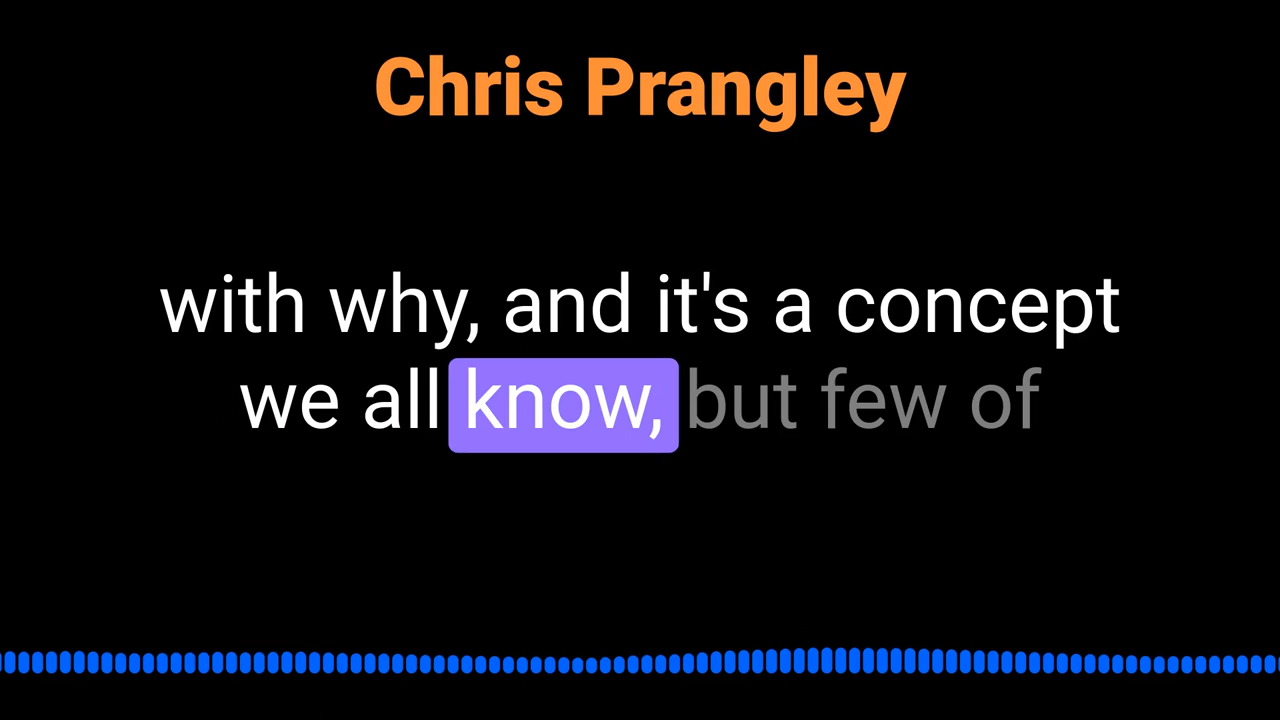 Chris Prangley
with why, and it's a concept
we all know, but few of